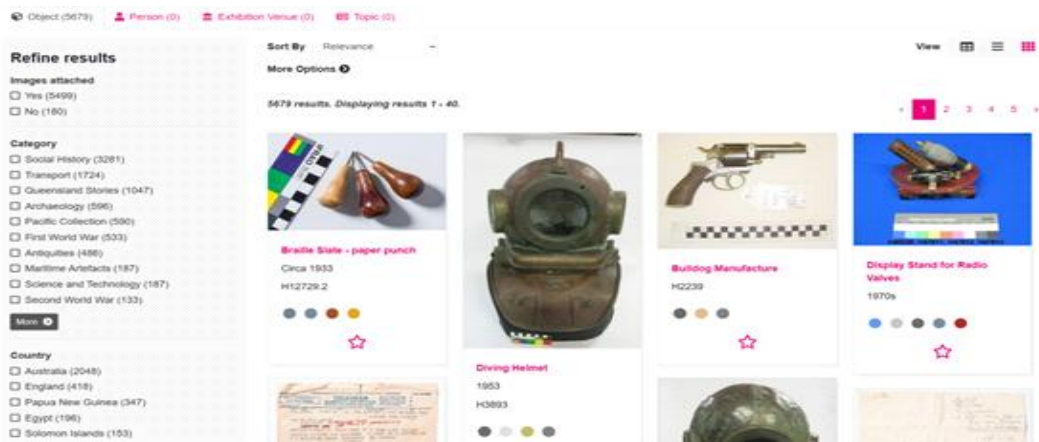 Object (5679)
Person (0)
Exhibition Venue (0)
Topic (0)
Refine results
Images attached
Yes (5499)
No (180)
Category
Social History (3281)
Transport (1724)
Queensland Stories (1047)
Archaeology (596)
Pacific Collection (590)
First World War (533)
Antiquities (486)
Maritime Artefacts (187)
Science and Technology (187)
Second World War (133)
More
Country
Australia (2048)
England (418)
Papua New Guinea (347)
Egypt (196)
Solomon Islands (153)
Sort By Relevance
View
More Options
5679 results. Displaying results 1 - 40.
« 1 2 3 4 5 »
Braille Slate - paper punch
Circa 1933
H12729.2
Diving Helmet
1953
H3893
Bulldog Manufacture
H2239
Display Stand for Radio
Valves
1970s